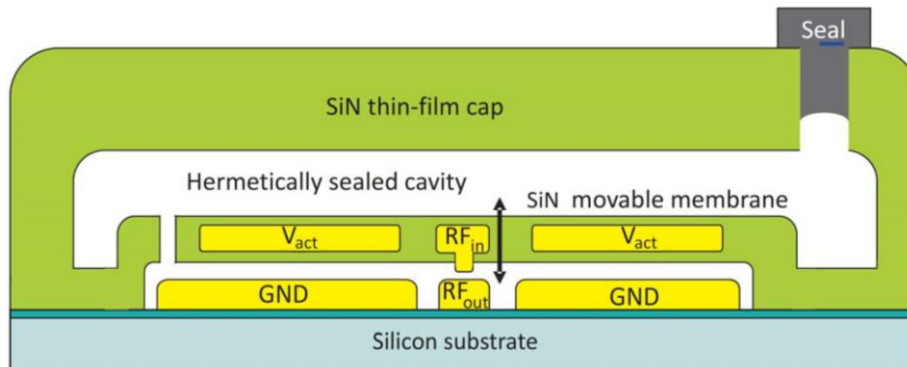 Seal
SiN thin-film cap
Hermetically sealed cavity
SiN movable membrane
Vact
RFin
Vact
GND
RFout
GND
Silicon substrate